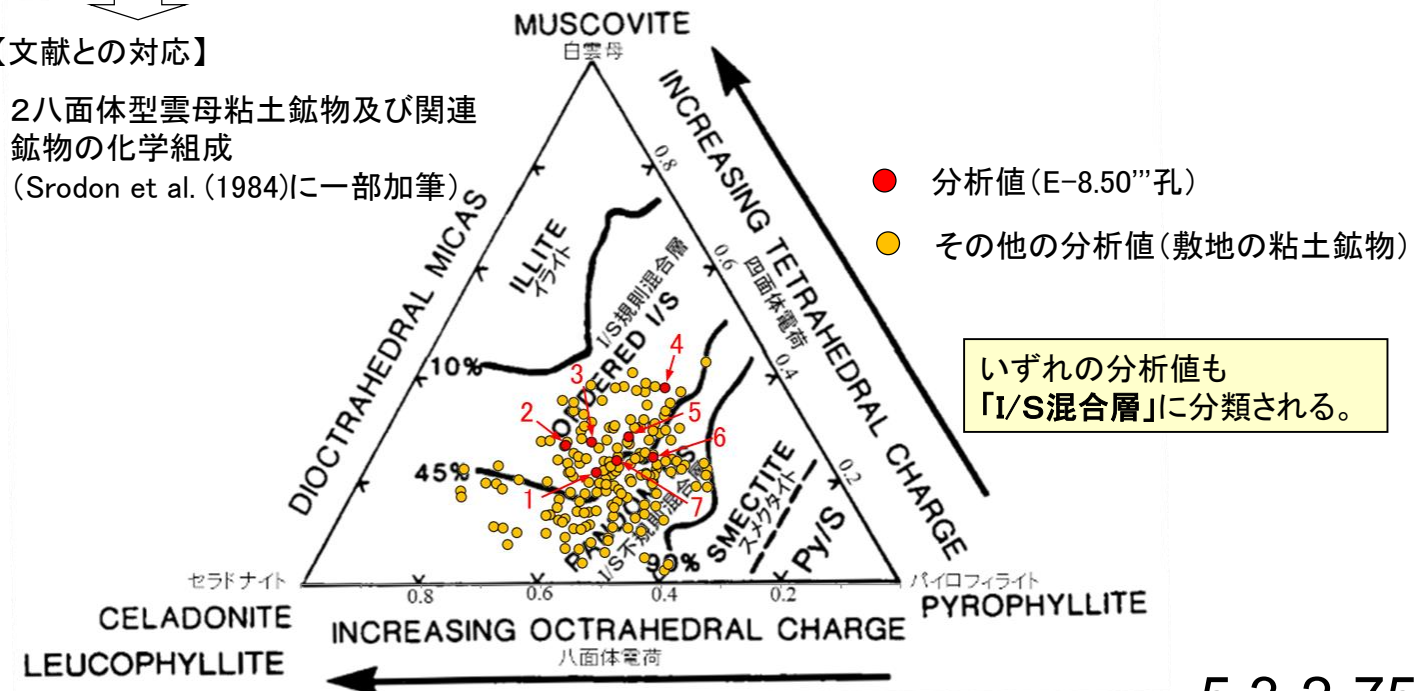 【文献との対応】
2八面体型雲母粘土鉱物及び関連
鉱物の化学組成
(Srodon et al. (1984)に一部加筆)
MUSCOVITE
白雲母
INCREASING TETRAHEDRAL CHARGE
四面体電荷
DIOCTRAHEDRAL MICAS
0.8
0.6
0.4
0.2
ILLITE
イライト
I/S規則混合層
ORDERED I/S
10%
45%
90%
I/S不規則混合層
SMECTITE
スメクタイト
Py/S
1
2
3
4
5
6
7
分析値(E-8.50'''孔)
その他の分析値(敷地の粘土鉱物)
いずれの分析値も
「I/S混合層」に分類される。
セラドナイト
CELADONITE
LEUCOPHYLLITE
0.8
0.6
0.4
0.2
パイロフィライト
PYROPHYLLITE
INCREASING OCTRAHEDRAL CHARGE
八面体電荷